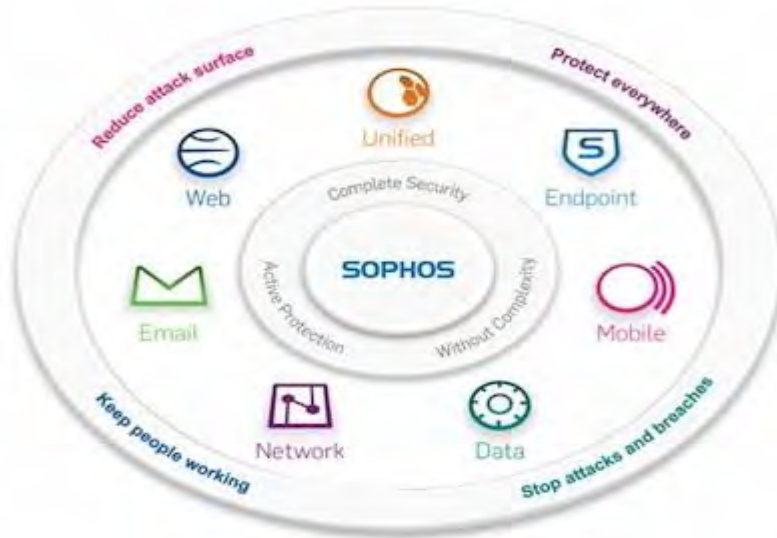 Reduce attack surface
Protect everywhere
Unified
Web
S
Endpoint
Complete Security
SOPHOS
Active Protection
Without Complexity
Email
Mobile
Network
Data
Keep people working
Stop attacks and breaches